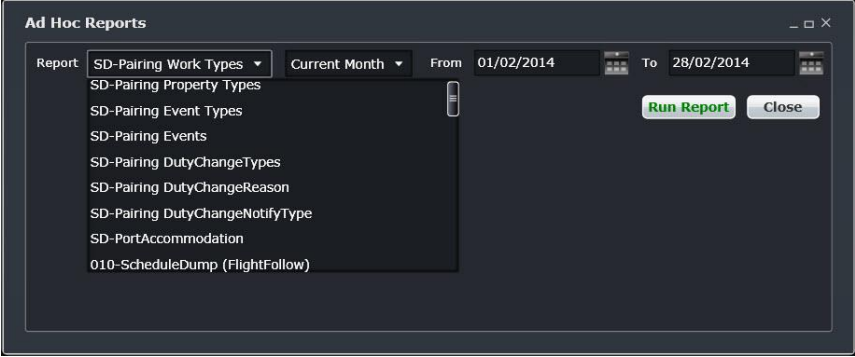 Ad Hoc Reports
Report SD-Pairing Work Types Current Month From 01/02/2014 To 28/02/2014
SD-Pairing Property Types
SD-Pairing Event Types
Run Report Close
SD-Pairing Events
SD-Pairing DutyChangeTypes
SD-Pairing DutyChangeReason
SD-Pairing DutyChangeNotifyType
SD-PortAccommodation
010-ScheduleDump (FlightFollow)